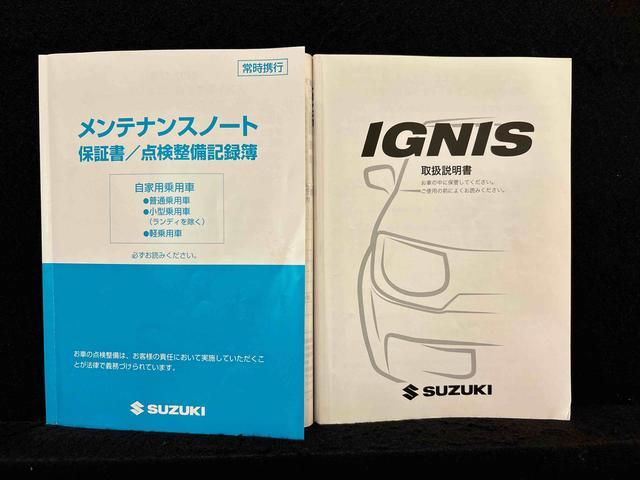 常時携行
メンテナンスノート
保証書／点検整備記録簿
自家用乗用車
●普通乗用車
●小型乗用車
（ランディを除く）
●軽乗用車
必ずお読みください。
お車の点検整備は、お客様の責任において実施していただくこ
とが法律で義務づけられています。
SUZUKI
IGNIS
取扱説明書
お車の中に保管してください。
ご使用の前によくお読みください。
SUZUKI